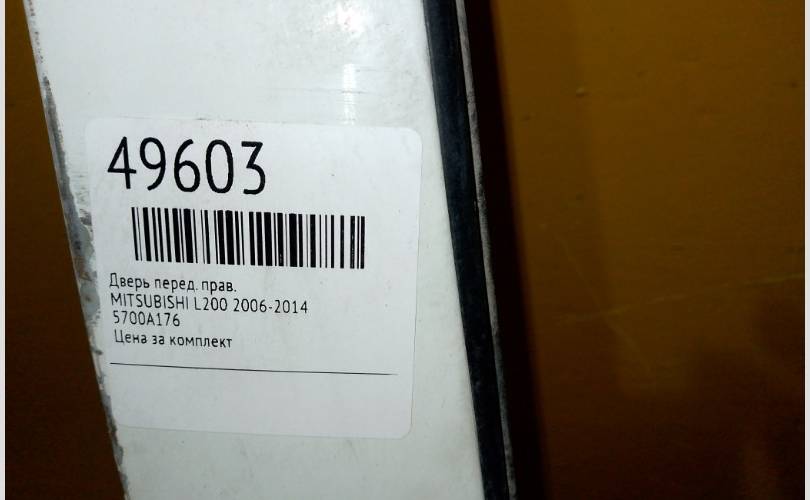 49603
Дверь перед. прав.
MITSUBISHI L200 2006-2014
5700A176
Цена за комплект